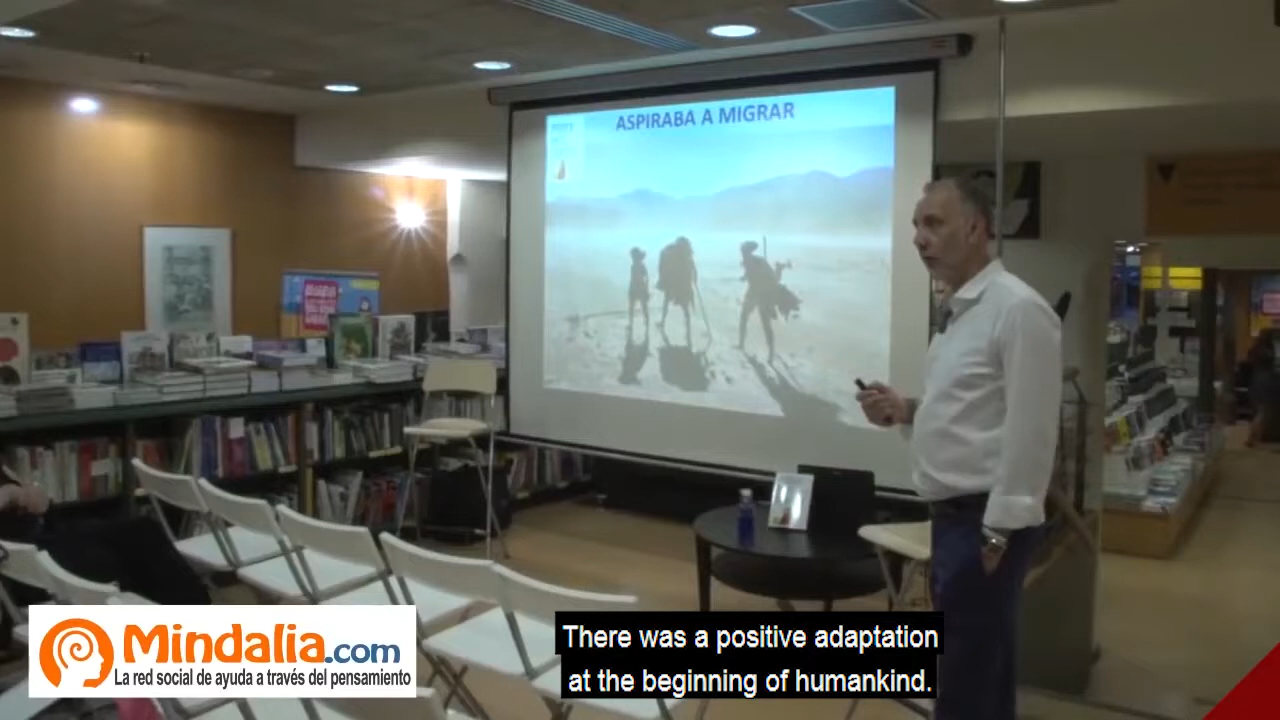 ASPIRABA A MIGRAR
Mindalia.com
La red social de ayuda a través del pensamiento
There was a positive adaptation
at the beginning of humankind.